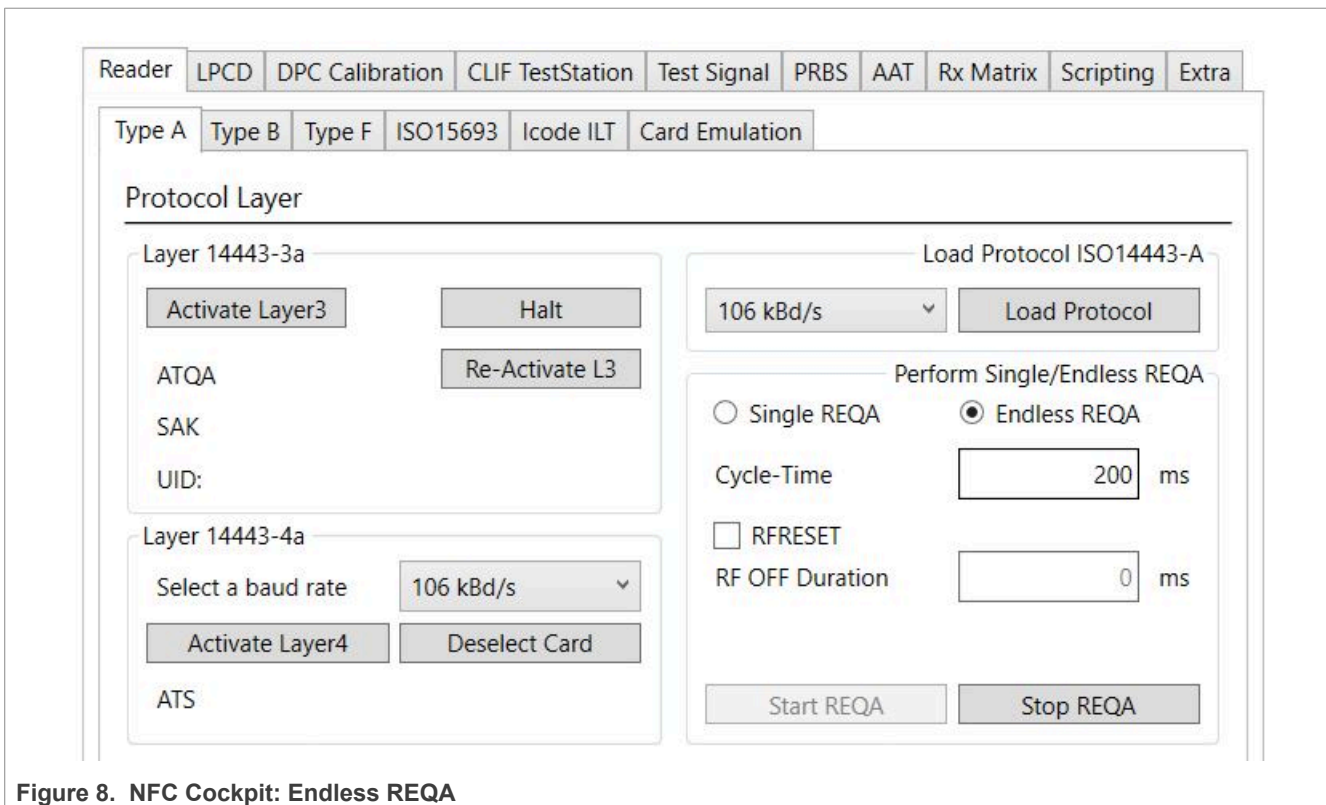 Reader LPCD DPC Calibration CLIF TestStation Test Signal PRBS AAT Rx Matrix Scripting Extra
Type A Type B Type F ISO15693 Icode ILT Card Emulation
Protocol Layer
Layer 14443-3a
Activate Layer3 Halt
ATQA Re-Activate L3
SAK
UID:
Layer 14443-4a
Select a baud rate 106 kBd/s
Activate Layer4 Deselect Card
ATS
Load Protocol ISO14443-A
106 kBd/s Load Protocol
Perform Single/Endless REQA
Single REQA Endless REQA
Cycle-Time 200 ms
RFRESET
RF OFF Duration 0 ms
Start REQA Stop REQA
Figure 8. NFC Cockpit: Endless REQA